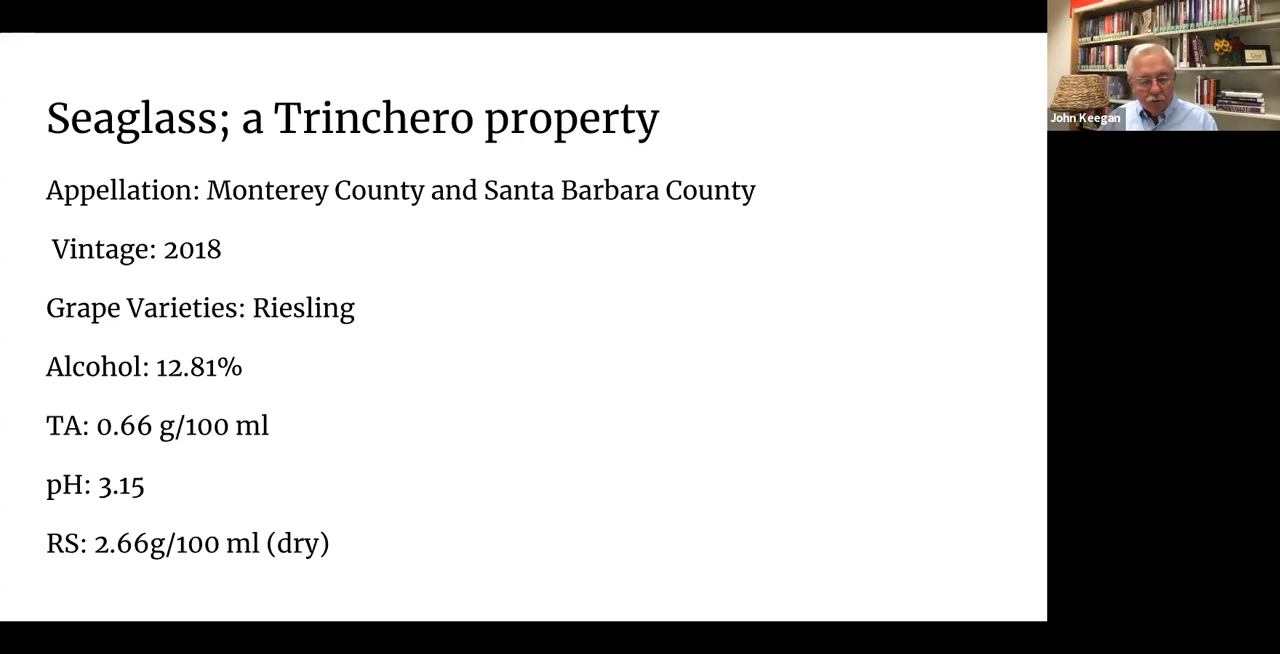 Seaglass; a Trinchero property
Appellation: Monterey County and Santa Barbara County
Vintage: 2018
Grape Varieties: Riesling
Alcohol: 12.81%
TA: 0.66 g/100 ml
pH: 3.15
RS: 2.66g/100 ml (dry)
John Keegan
WINE